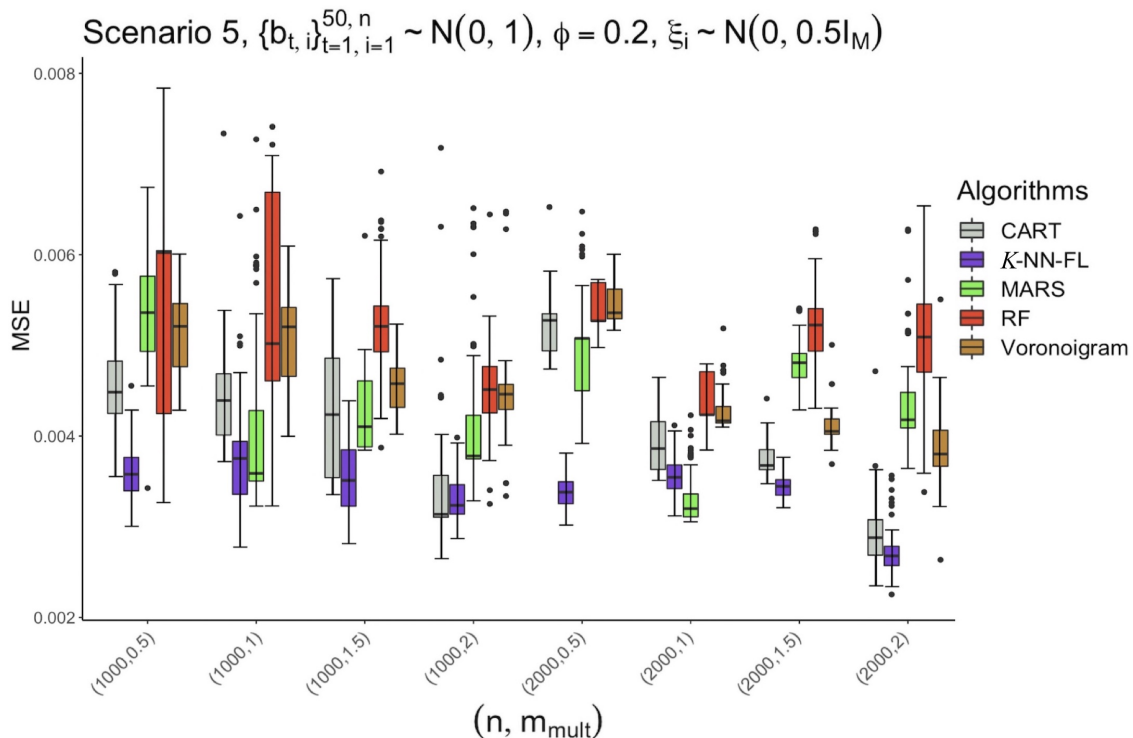 Scenario 5, {b_{t, i}}_{t=1, i=1}^{50, n} ~ N(0, 1), ϕ = 0.2, ξ_i ~ N(0, 0.5I_M)
MSE
0.008
0.006
0.004
0.002
(1000,0.5)
(1000,1)
(1000,1.5)
(1000,2)
(2000,0.5)
(2000,1)
(2000,1.5)
(2000,2)
(n, m_{mult})
Algorithms
CART
K-NN-FL
MARS
RF
Voronoigram